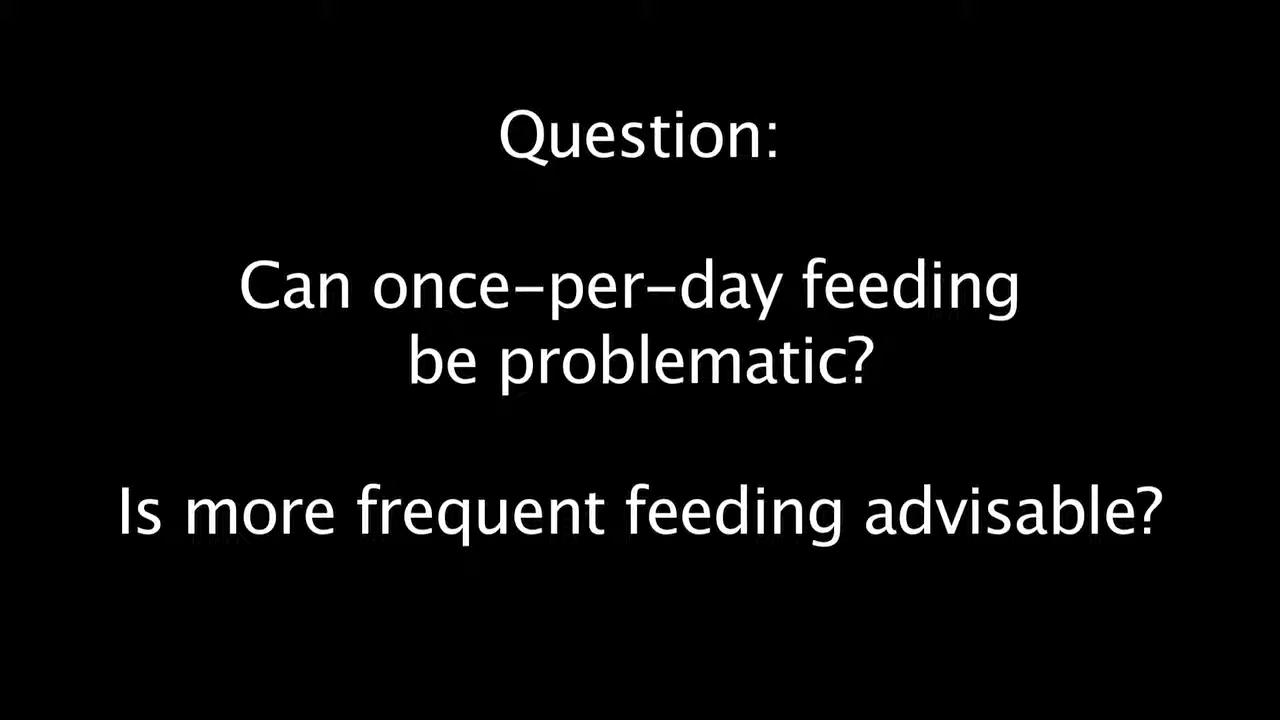 Question:
Can once-per-day feeding
be problematic?
Is more frequent feeding advisable?